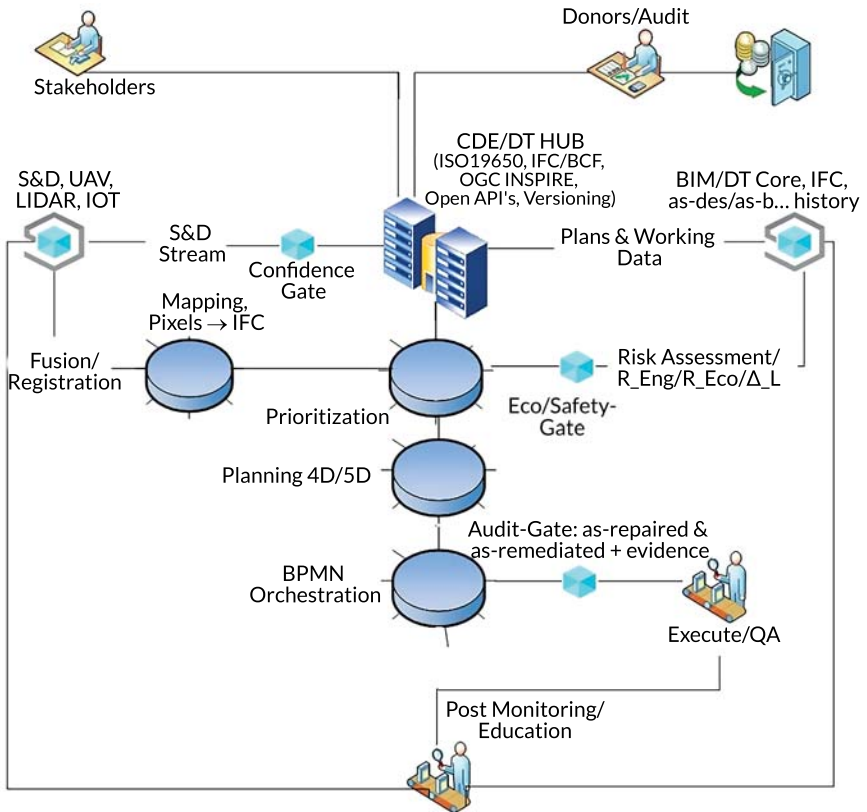 Donors/Audit
Stakeholders
CDE/DT HUB
(ISO19650, IFC/BCF,
OGC INSPIRE,
Open API's, Versioning)
S&D, UAV,
LIDAR, IOT
BIM/DT Core, IFC,
as-des/as-b... history
S&D
Stream
Confidence
Gate
Plans & Working
Data
Mapping,
Pixels → IFC
Fusion/
Registration
Prioritization
Eco/Safety-
Gate
Risk Assessment/
R_Eng/R_Eco/Δ_L
Planning 4D/5D
Audit-Gate: as-repaired &
as-remediated + evidence
BPMN
Orchestration
Execute/QA
Post Monitoring/
Education